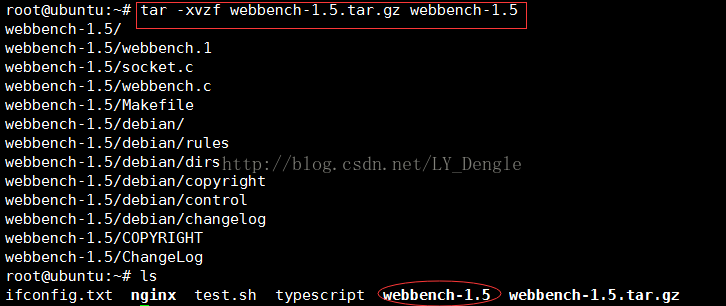 root@ubuntu:~# tar -xvzf webbench-1.5.tar.gz webbench-1.5
webbench-1.5/
webbench-1.5/webbench.1
webbench-1.5/socket.c
webbench-1.5/webbench.c
webbench-1.5/Makefile
webbench-1.5/debian/
webbench-1.5/debian/rules
webbench-1.5/debian/dirs
http://blog.csdn.net/LY_Dengle
webbench-1.5/debian/copyright
webbench-1.5/debian/control
webbench-1.5/debian/changelog
webbench-1.5/COPYRIGHT
webbench-1.5/ChangeLog
root@ubuntu:~# ls
ifconfig.txt nginx test.sh typescript webbench-1.5 webbench-1.5.tar.gz